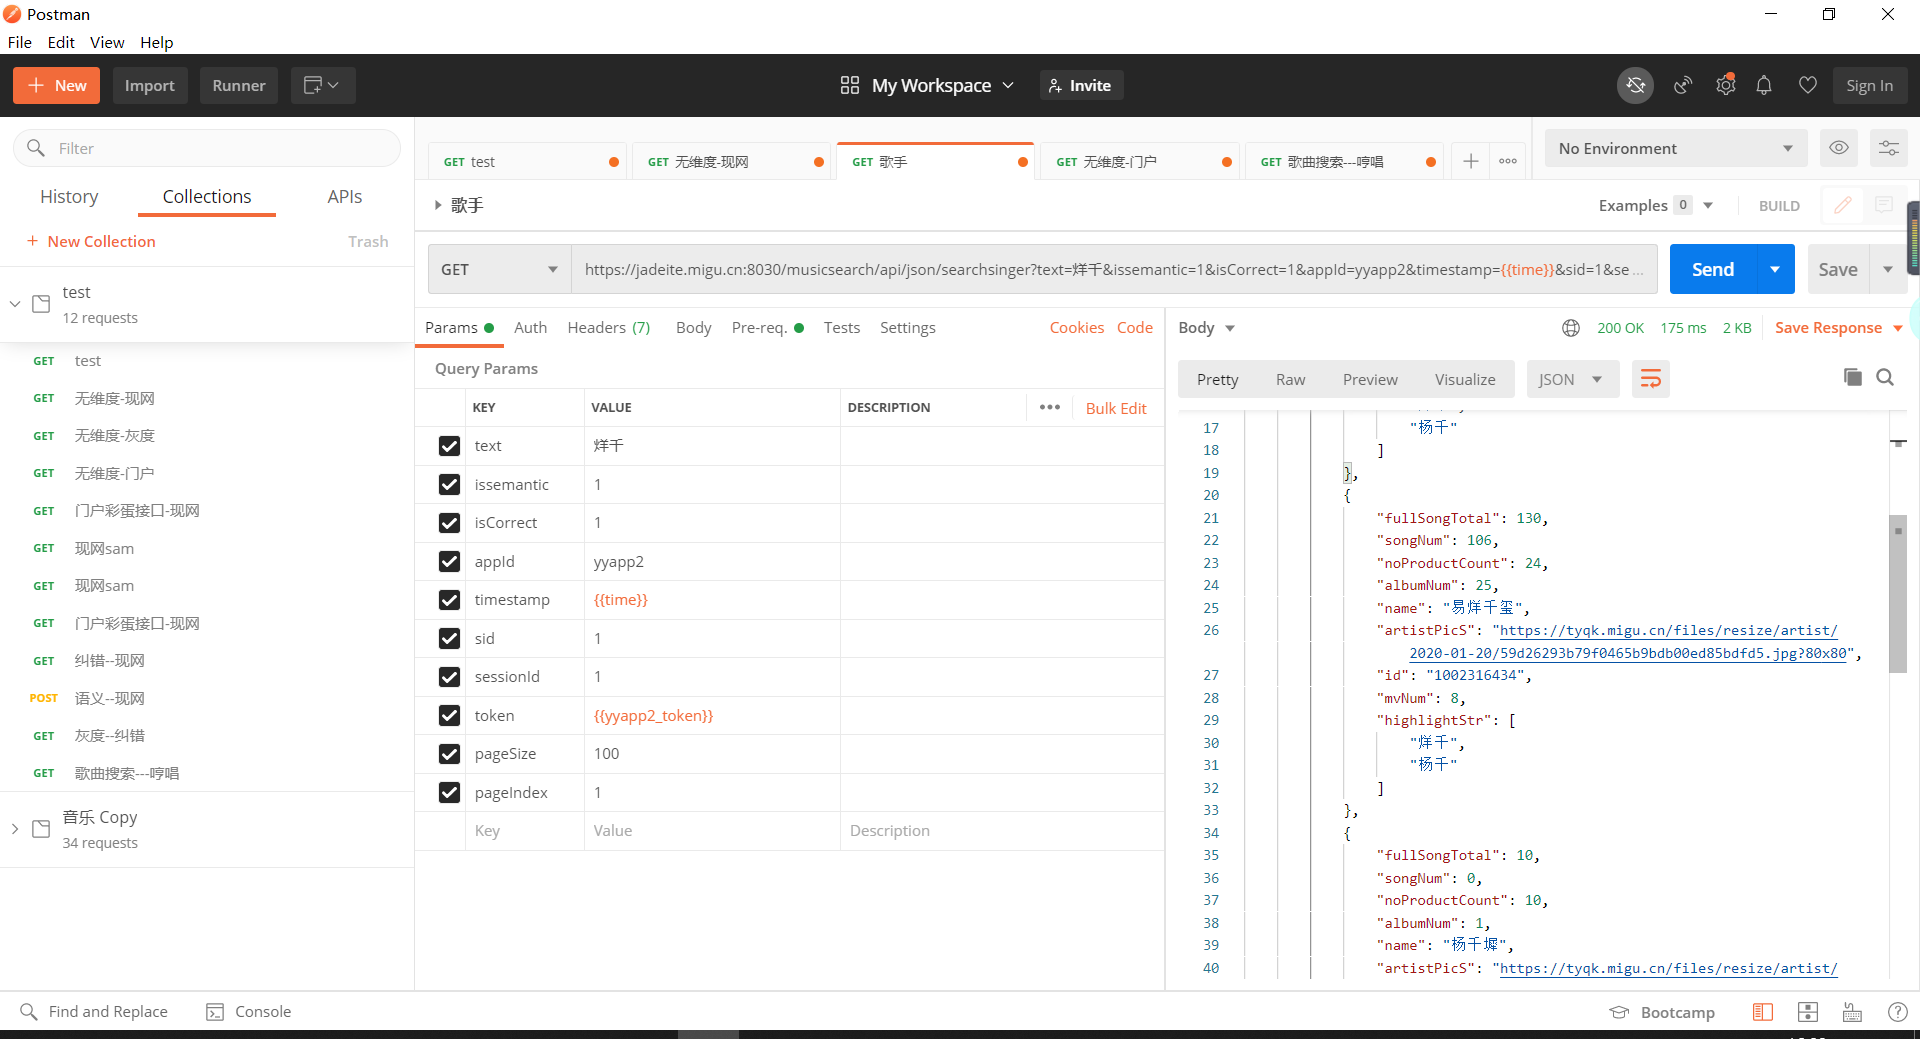 Postman
File Edit View Help
+ New Import Runner My Workspace Invite Sign In
Filter
History Collections APIs
+ New Collection Trash
test
12 requests
GET test
GET 无维度-现网
GET 无维度-灰度
GET 无维度-门户
GET 门户彩蛋接口-现网
GET 现网sam
GET 现网sam
GET 门户彩蛋接口-现网
GET 纠错--现网
POST 语义--现网
GET 灰度--纠错
GET 歌曲搜索---哼唱
音乐 Copy
34 requests
GET test GET 无维度-现网 GET 歌手 GET 无维度-门户 GET 歌曲搜索---哼唱 + ooo No Environment
歌手 Examples 0 BUILD
GET https://jadeite.migu.cn:8030/musicsearch/api/json/searchsinger?text=烊千&issemantic=1&isCorrect=1&appId=yyapp2&timestamp={{time}}&sid=1&se ... Send Save
Params Auth Headers (7) Body Pre-req. Tests Settings Cookies Code
Query Params
KEY VALUE DESCRIPTION ••• Bulk Edit
text 烊千
issemantic 1
isCorrect 1
appId yyapp2
timestamp {{time}}
sid 1
sessionId 1
token {{yyapp2_token}}
pageSize 100
pageIndex 1
Key Value Description
Body 200 OK 175 ms 2 KB Save Response
Pretty Raw Preview Visualize JSON
17 "杨千"
18 ]
19 },
20 {
21 "fullSongTotal": 130,
22 "songNum": 106,
23 "noProductCount": 24,
24 "albumNum": 25,
25 "name": "易烊千玺",
26 "artistPicS": "https://tyqk.migu.cn/files/resize/artist/
2020-01-20/59d26293b79f0465b9bdb00ed85bdfd5.jpg?80x80",
27 "id": "1002316434",
28 "mvNum": 8,
29 "highlightStr": [
30 "烊千",
31 "杨千"
32 ]
33 },
34 {
35 "fullSongTotal": 10,
36 "songNum": 0,
37 "noProductCount": 10,
38 "albumNum": 1,
39 "name": "杨千墀",
40 "artistPicS": "https://tyqk.migu.cn/files/resize/artist/
Find and Replace Console Bootcamp